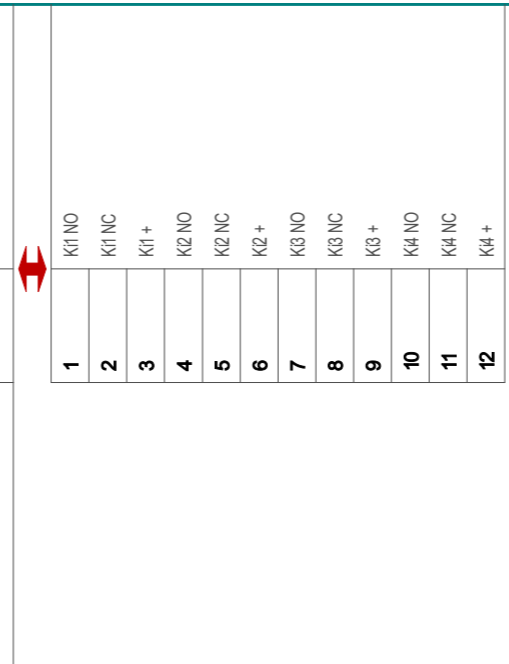 Ki1 NO
Ki1 NC
Ki1 +
Ki2 NO
Ki2 NC
Ki2 +
Ki3 NO
Ki3 NC
Ki3 +
Ki4 NO
Ki4 NC
Ki4 +
1
2
3
4
5
6
7
8
9
10
11
12